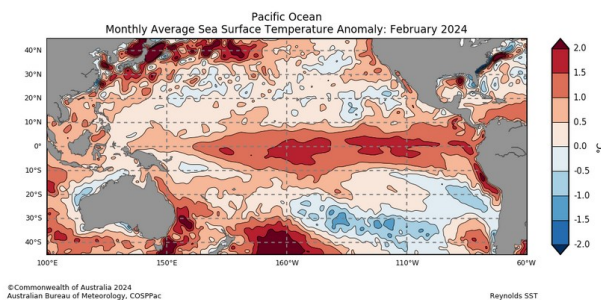 Pacific Ocean
Monthly Average Sea Surface Temperature Anomaly: February 2024
40°N
30°N
20°N
10°N
0°
10°S
20°S
30°S
40°S
100°E
150°E
160°W
110°W
60°W
2.0
1.5
1.0
0.5
0.0
-0.5
-1.0
-1.5
-2.0
°C
©Commonwealth of Australia 2024
Australian Bureau of Meteorology, COSPPac
Reynolds SST